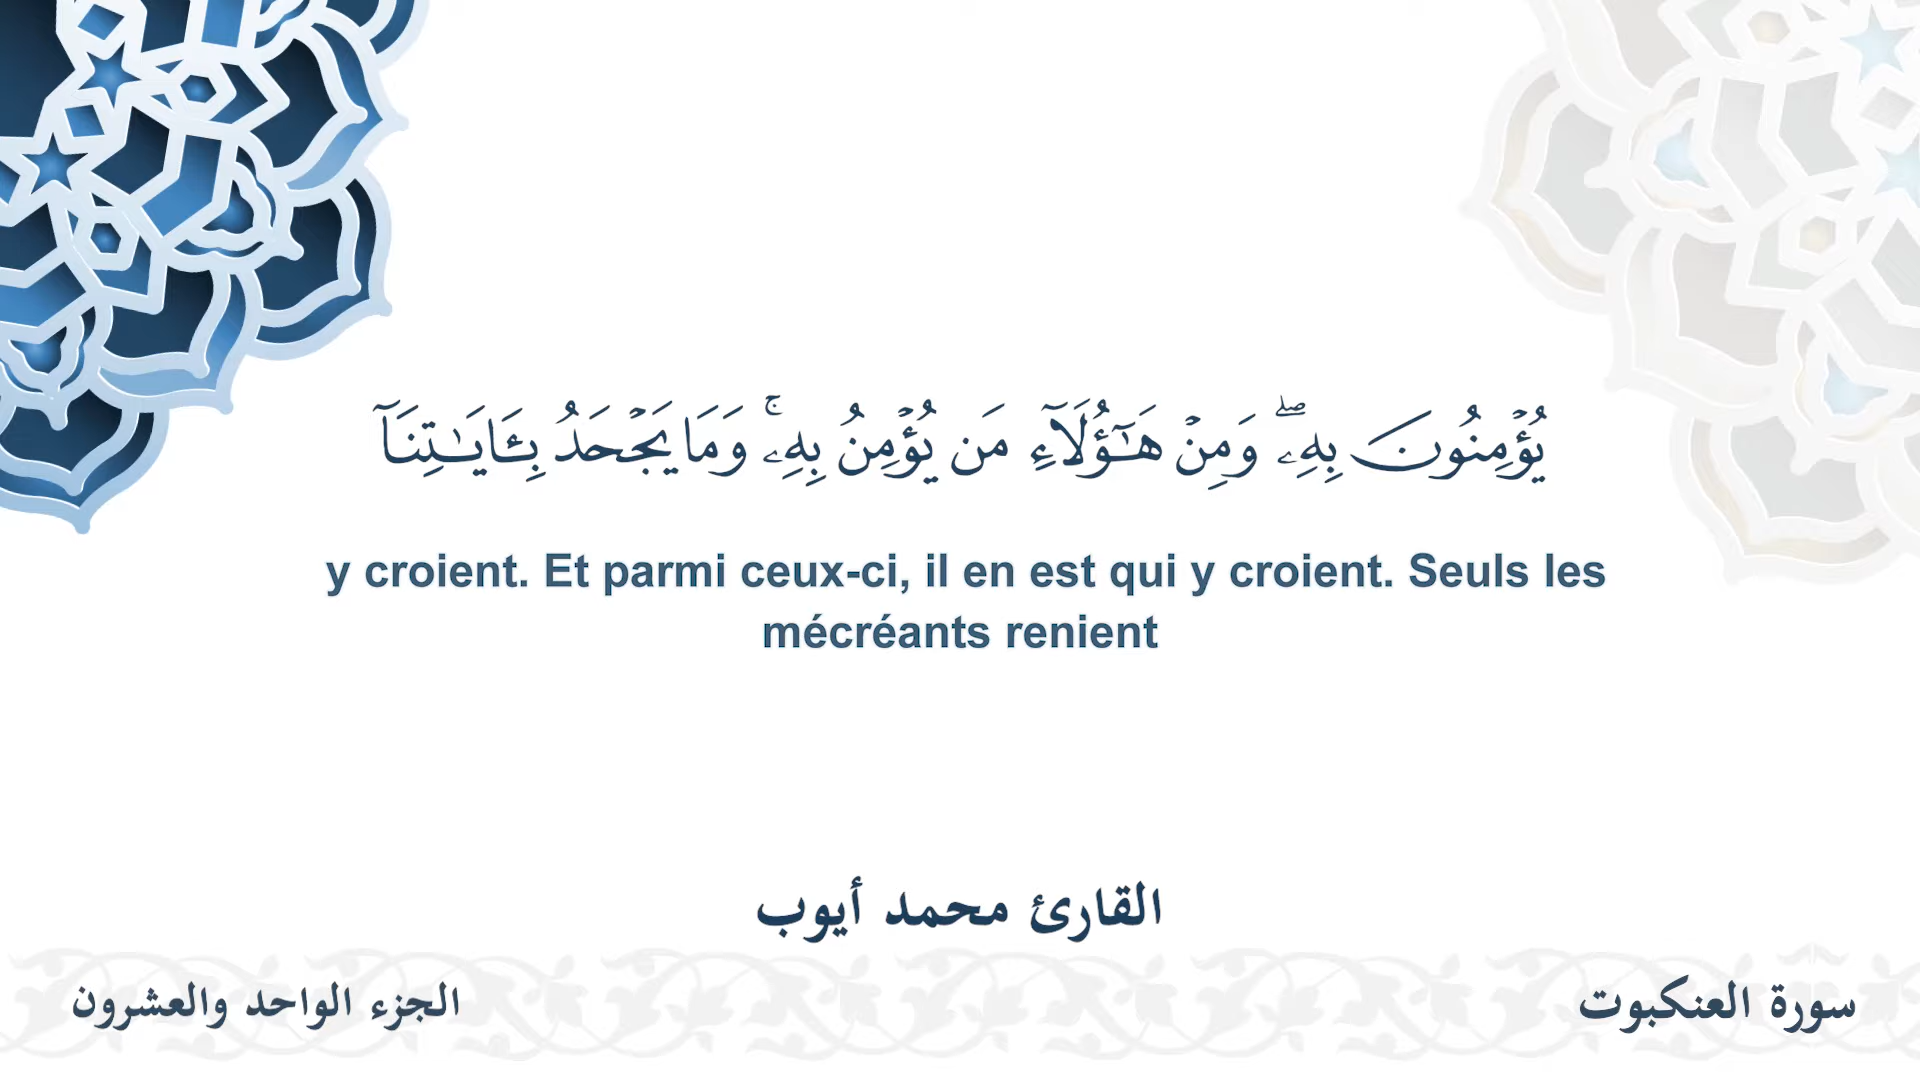 يُؤْمِنُونَ بِهِۦ ۖ وَمِنْ هَـٰٓؤُلَآءِ مَن يُؤْمِنُ بِهِۦ ۚ وَمَا يَجْحَدُ بِـَٔايَـٰتِنَآ
y croient. Et parmi ceux-ci, il en est qui y croient. Seuls les
mécréants renient
القارئ محمد أيوب
سورة العنكبوت
الجزء الواحد والعشرون